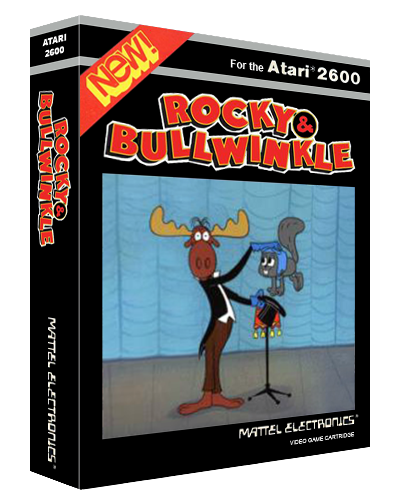 ATARI
2600
ROCKY &
BULLWINKLE
MATTEL ELECTRONICS®
NEW!
For the Atari® 2600
ROCKY &
BULLWINKLE
MATTEL ELECTRONICS®
VIDEO GAME CARTRIDGE